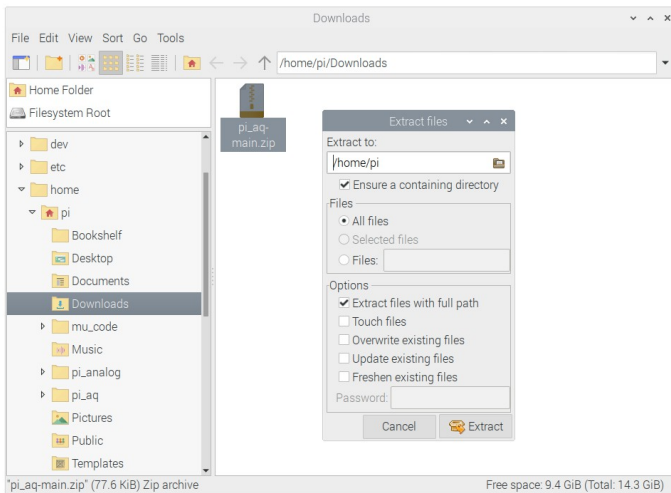 Downloads
File Edit View Sort Go Tools
/home/pi/Downloads
Home Folder
Filesystem Root
dev
etc
home
pi
Bookshelf
Desktop
Documents
Downloads
mu_code
Music
pi_analog
pi_aq
Pictures
Public
Templates
pi_aq-
main.zip
Extract files
Extract to:
/home/pi
Ensure a containing directory
Files
All files
Selected files
Files:
Options
Extract files with full path
Touch files
Overwrite existing files
Update existing files
Freshen existing files
Password:
Cancel Extract
"pi_aq-main.zip" (77.6 KiB) Zip archive Free space: 9.4 GiB (Total: 14.3 GiB)